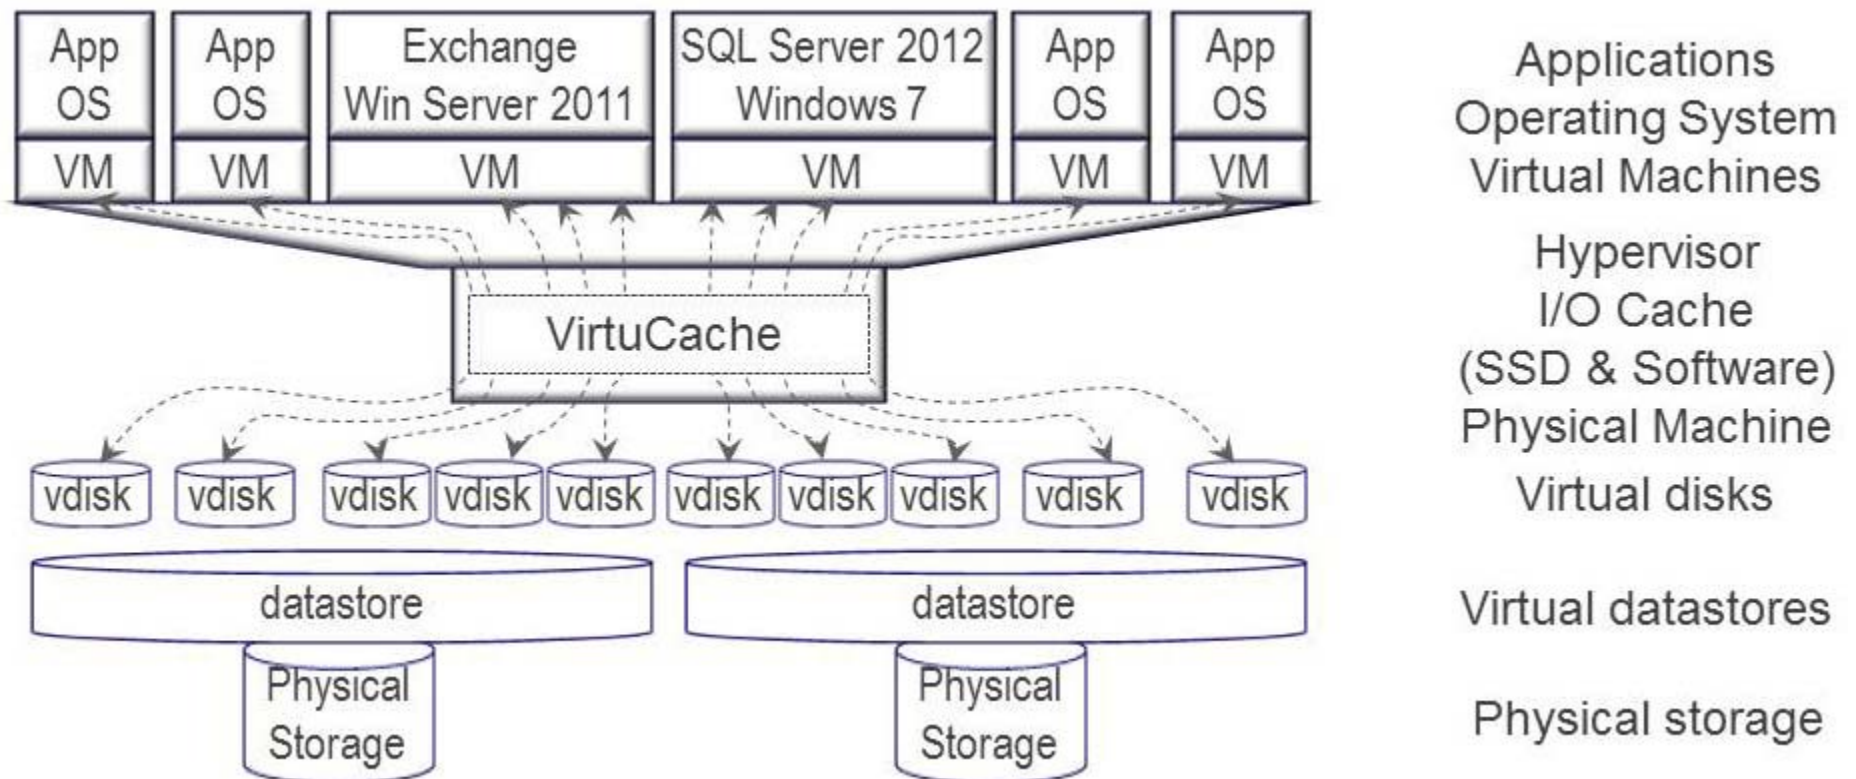 App
OS
VM
App
OS
VM
Exchange
Win Server 2011
VM
SQL Server 2012
Windows 7
VM
App
OS
VM
App
OS
VM
Applications
Operating System
Virtual Machines
Hypervisor
I/O Cache
(SSD & Software)
Physical Machine
VirtuCache
vdisk
vdisk
vdisk
vdisk
vdisk
vdisk
vdisk
vdisk
vdisk
vdisk
Virtual disks
datastore
datastore
Virtual datastores
Physical
Storage
Physical
Storage
Physical storage